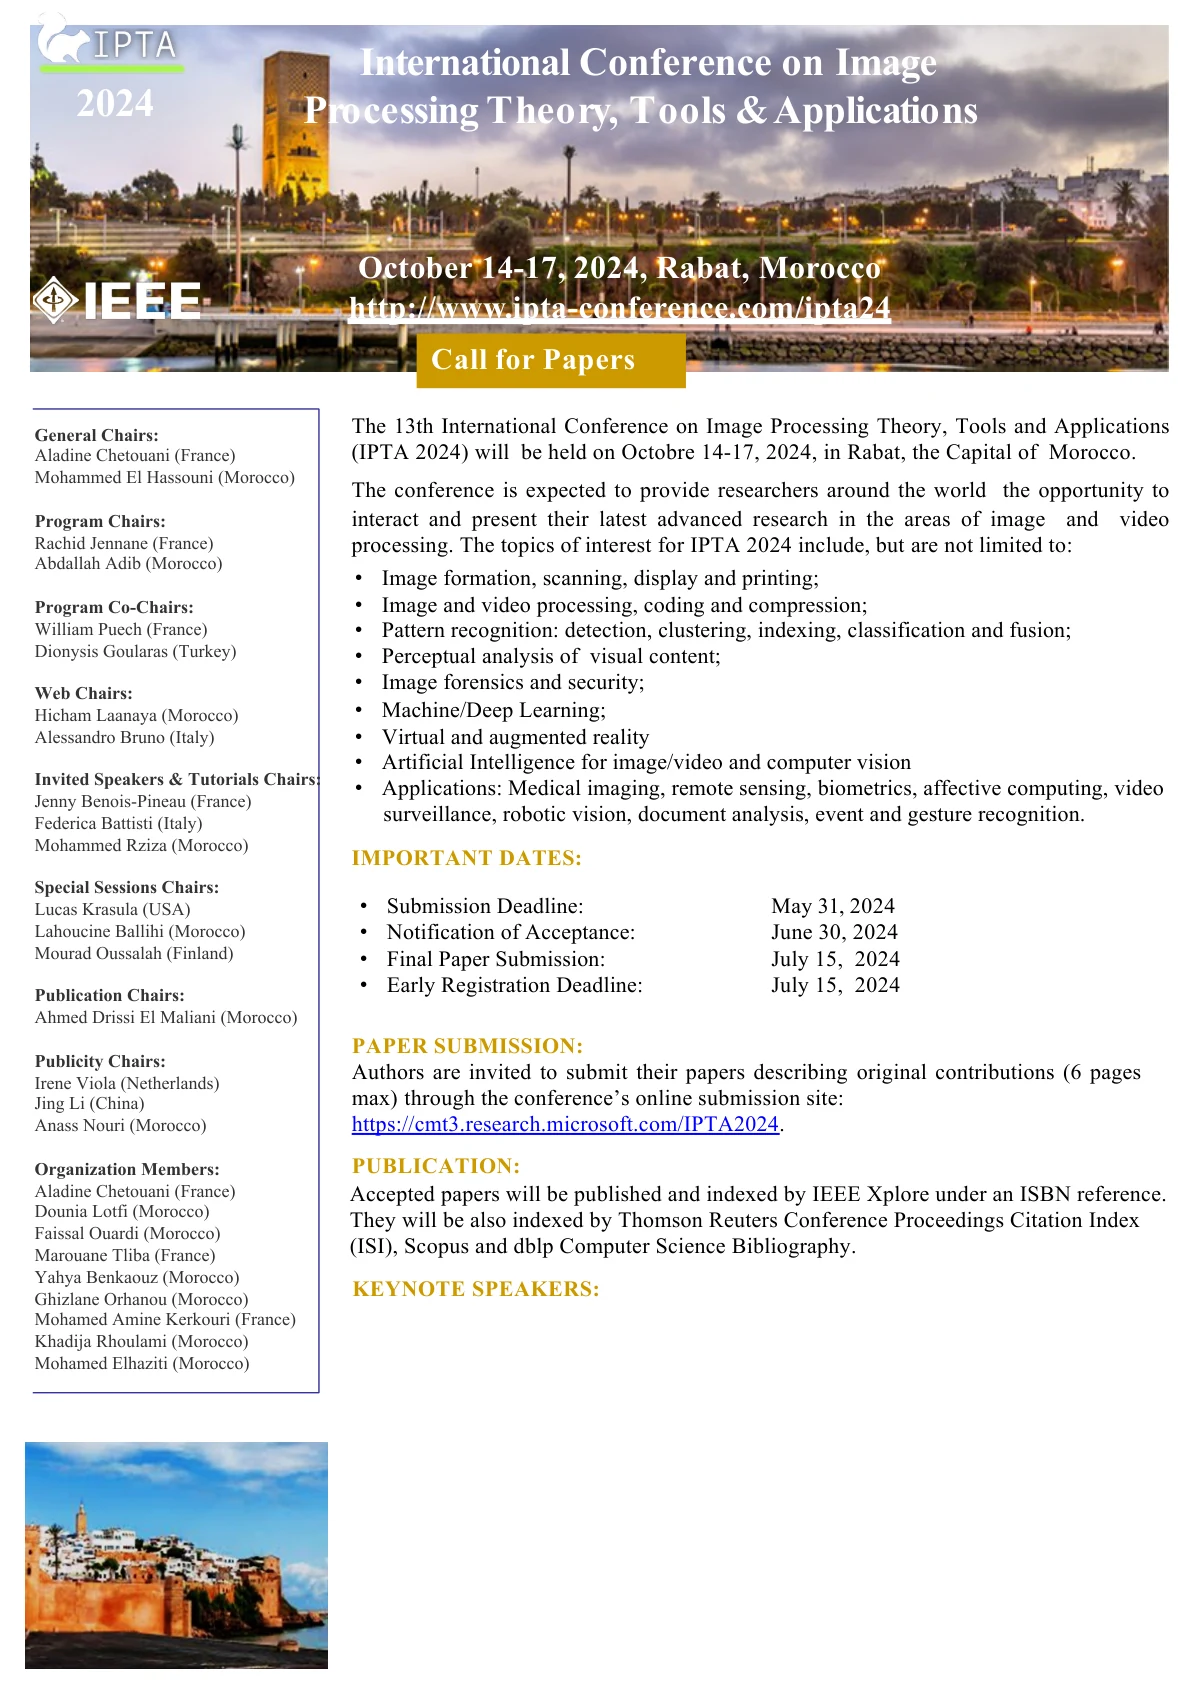 IPTA
2024
International Conference on Image
Processing Theory, Tools & Applications
October 14-17, 2024, Rabat, Morocco
http://www.ipta-conference.com/ipta24
IEEE
Call for Papers
General Chairs:
Aladine Chetouani (France)
Mohammed El Hassouni (Morocco)
Program Chairs:
Rachid Jennane (France)
Abdallah Adib (Morocco)
Program Co-Chairs:
William Puech (France)
Dionysis Goularas (Turkey)
Web Chairs:
Hicham Laanaya (Morocco)
Alessandro Bruno (Italy)
Invited Speakers & Tutorials Chairs:
Jenny Benois-Pineau (France)
Federica Battisti (Italy)
Mohammed Rziza (Morocco)
Special Sessions Chairs:
Lucas Krasula (USA)
Lahoucine Ballihi (Morocco)
Mourad Oussalah (Finland)
Publication Chairs:
Ahmed Drissi El Maliani (Morocco)
Publicity Chairs:
Irene Viola (Netherlands)
Jing Li (China)
Anass Nouri (Morocco)
Organization Members:
Aladine Chetouani (France)
Dounia Lotfi (Morocco)
Faissal Ouardi (Morocco)
Marouane Tliba (France)
Yahya Benkaouz (Morocco)
Ghizlane Orhanou (Morocco)
Mohamed Amine Kerkouri (France)
Khadija Rhoulami (Morocco)
Mohamed Elhaziti (Morocco)
The 13th International Conference on Image Processing Theory, Tools and Applications
(IPTA 2024) will be held on Octobre 14-17, 2024, in Rabat, the Capital of Morocco.
The conference is expected to provide researchers around the world the opportunity to
interact and present their latest advanced research in the areas of image and video
processing. The topics of interest for IPTA 2024 include, but are not limited to:
• Image formation, scanning, display and printing;
• Image and video processing, coding and compression;
• Pattern recognition: detection, clustering, indexing, classification and fusion;
• Perceptual analysis of visual content;
• Image forensics and security;
• Machine/Deep Learning;
• Virtual and augmented reality
• Artificial Intelligence for image/video and computer vision
• Applications: Medical imaging, remote sensing, biometrics, affective computing, video
surveillance, robotic vision, document analysis, event and gesture recognition.
IMPORTANT DATES:
• Submission Deadline: May 31, 2024
• Notification of Acceptance: June 30, 2024
• Final Paper Submission: July 15, 2024
• Early Registration Deadline: July 15, 2024
PAPER SUBMISSION:
Authors are invited to submit their papers describing original contributions (6 pages
max) through the conference’s online submission site:
https://cmt3.research.microsoft.com/IPTA2024.
PUBLICATION:
Accepted papers will be published and indexed by IEEE Xplore under an ISBN reference.
They will be also indexed by Thomson Reuters Conference Proceedings Citation Index
(ISI), Scopus and dblp Computer Science Bibliography.
KEYNOTE SPEAKERS: